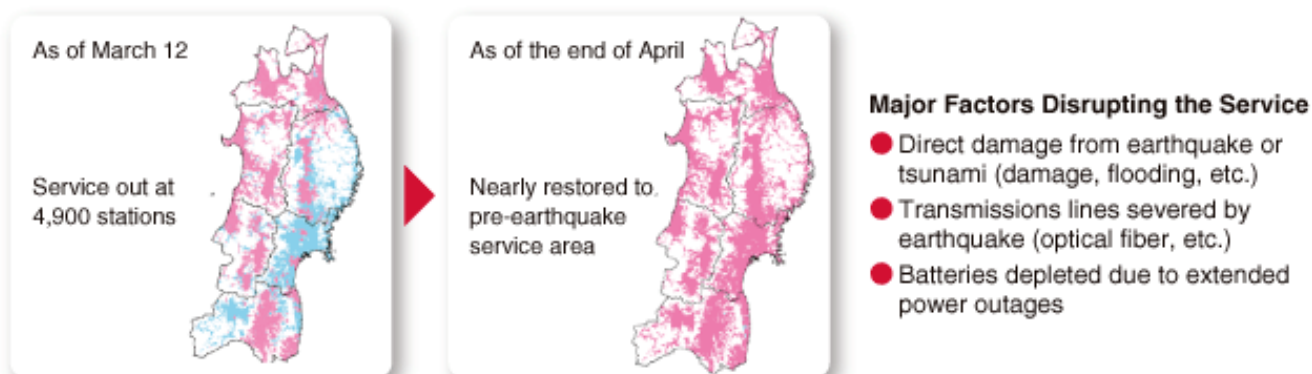 As of March 12
Service out at
4,900 stations
As of the end of April
Nearly restored to
pre-earthquake
service area
Major Factors Disrupting the Service
Direct damage from earthquake or
tsunami (damage, flooding, etc.)
Transmissions lines severed by
earthquake (optical fiber, etc.)
Batteries depleted due to extended
power outages